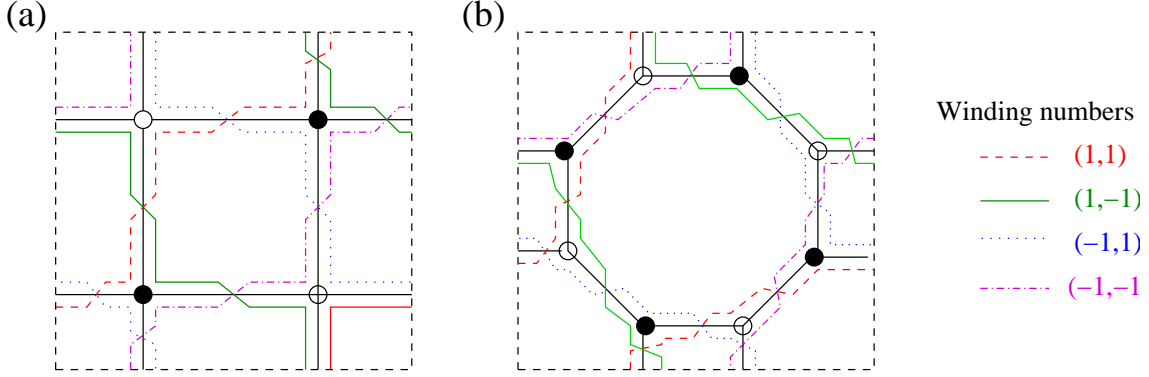 (a)
(b)
Winding numbers
(1,1)
(1,−1)
(−1,1)
(−1,−1